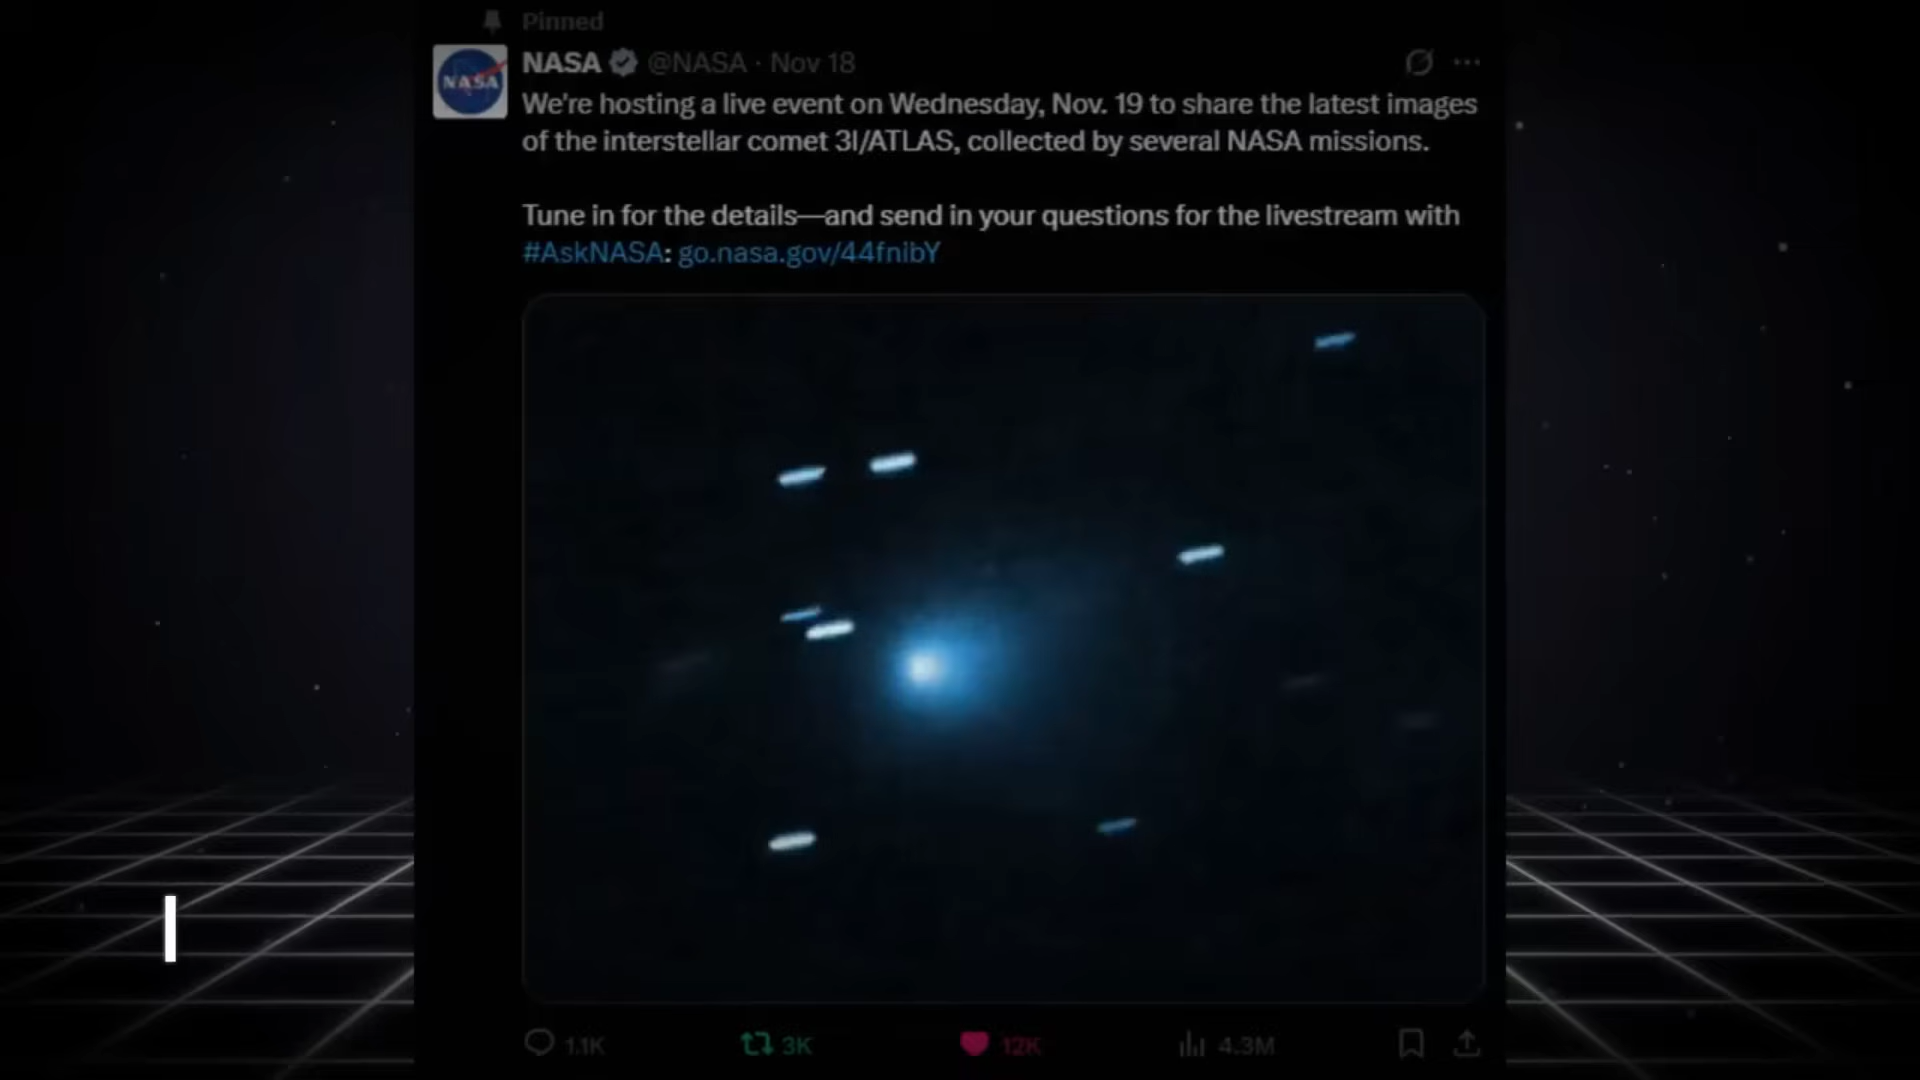 Pinned
NASA @NASA · Nov 18
NASA
We're hosting a live event on Wednesday, Nov. 19 to share the latest images
of the interstellar comet 3I/ATLAS, collected by several NASA missions.
Tune in for the details—and send in your questions for the livestream with
#AskNASA: go.nasa.gov/44fnibY
1.1K 3K 12K 4.3M